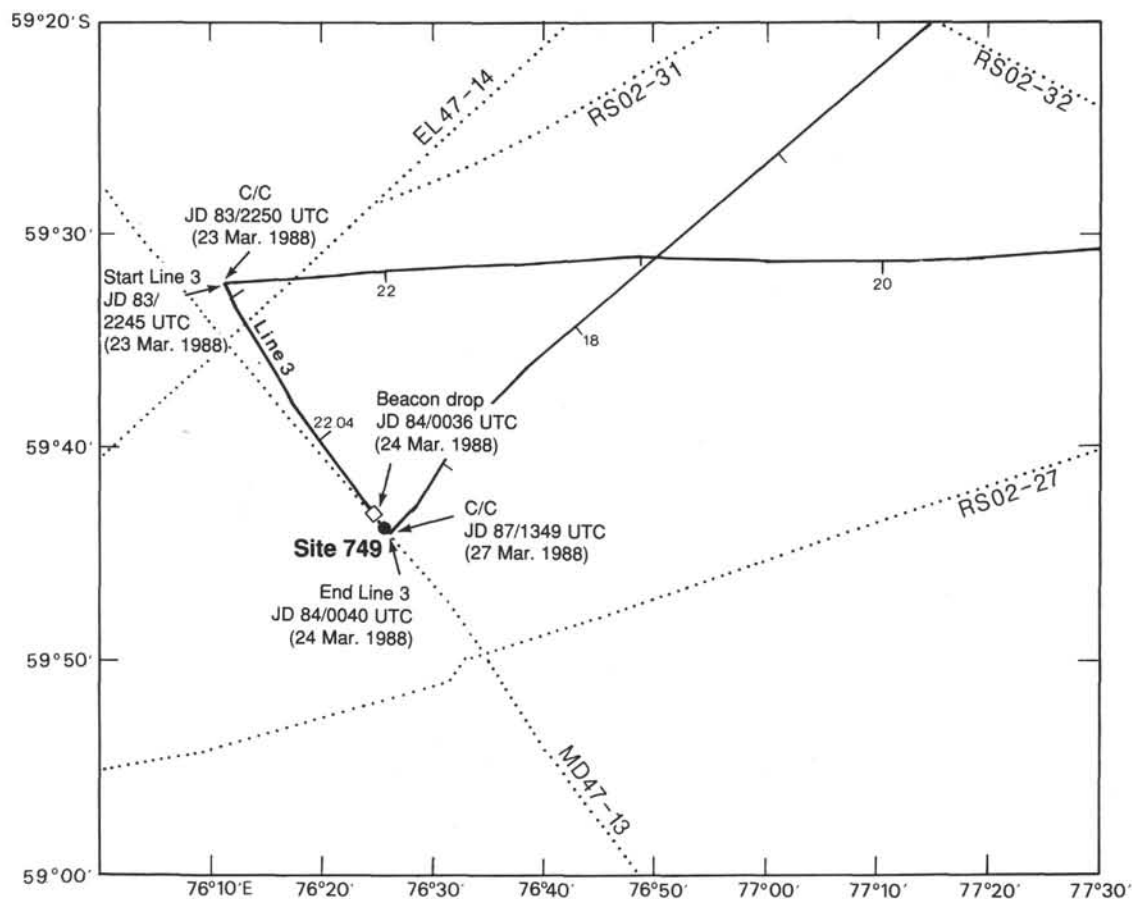 59°20'S
EL47-14
RS02-31
RS02-32
C/C
JD 83/2250 UTC
(23 Mar. 1988)
59°30'
Start Line 3
JD 83/
2245 UTC
(23 Mar. 1988)
22
20
Line 3
18
Beacon drop
JD 84/0036 UTC
(24 Mar. 1988)
22 04
59°40'
RS02-27
C/C
JD 87/1349 UTC
(27 Mar. 1988)
Site 749
End Line 3
JD 84/0040 UTC
(24 Mar. 1988)
59°50'
MD47-13
59°00'
76°10'E 76°20' 76°30' 76°40' 76°50' 77°00' 77°10' 77°20' 77°30'